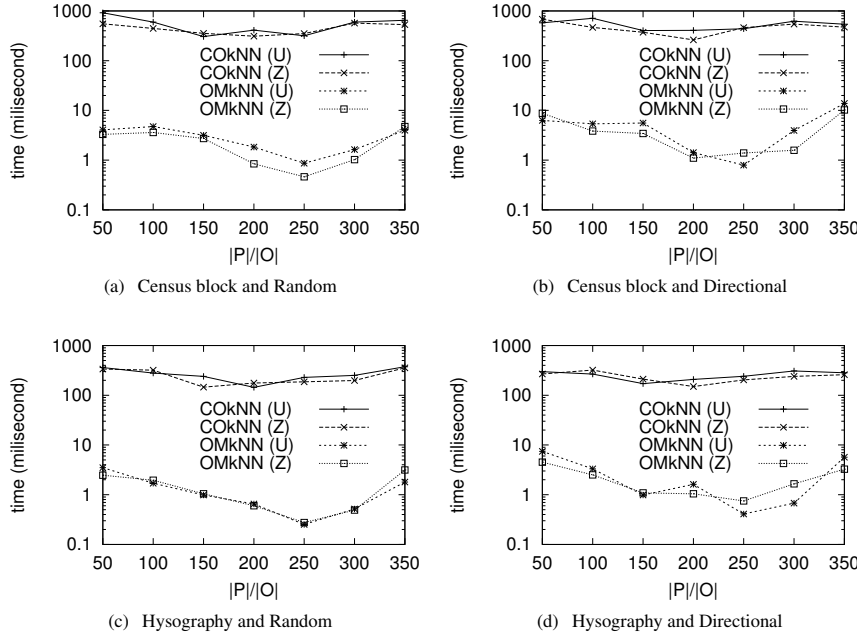 1000
100
10
1
0.1
time (milisecond)
COkNN (U)
COkNN (Z)
OMkNN (U)
OMkNN (Z)
50 100 150 200 250 300 350
|P|/|O|
(a) Census block and Random
1000
100
10
1
0.1
time (milisecond)
COkNN (U)
COkNN (Z)
OMkNN (U)
OMkNN (Z)
50 100 150 200 250 300 350
|P|/|O|
(b) Census block and Directional
1000
100
10
1
0.1
time (milisecond)
COkNN (U)
COkNN (Z)
OMkNN (U)
OMkNN (Z)
50 100 150 200 250 300 350
|P|/|O|
(c) Hysography and Random
1000
100
10
1
0.1
time (milisecond)
COkNN (U)
COkNN (Z)
OMkNN (U)
OMkNN (Z)
50 100 150 200 250 300 350
|P|/|O|
(d) Hysography and Directional